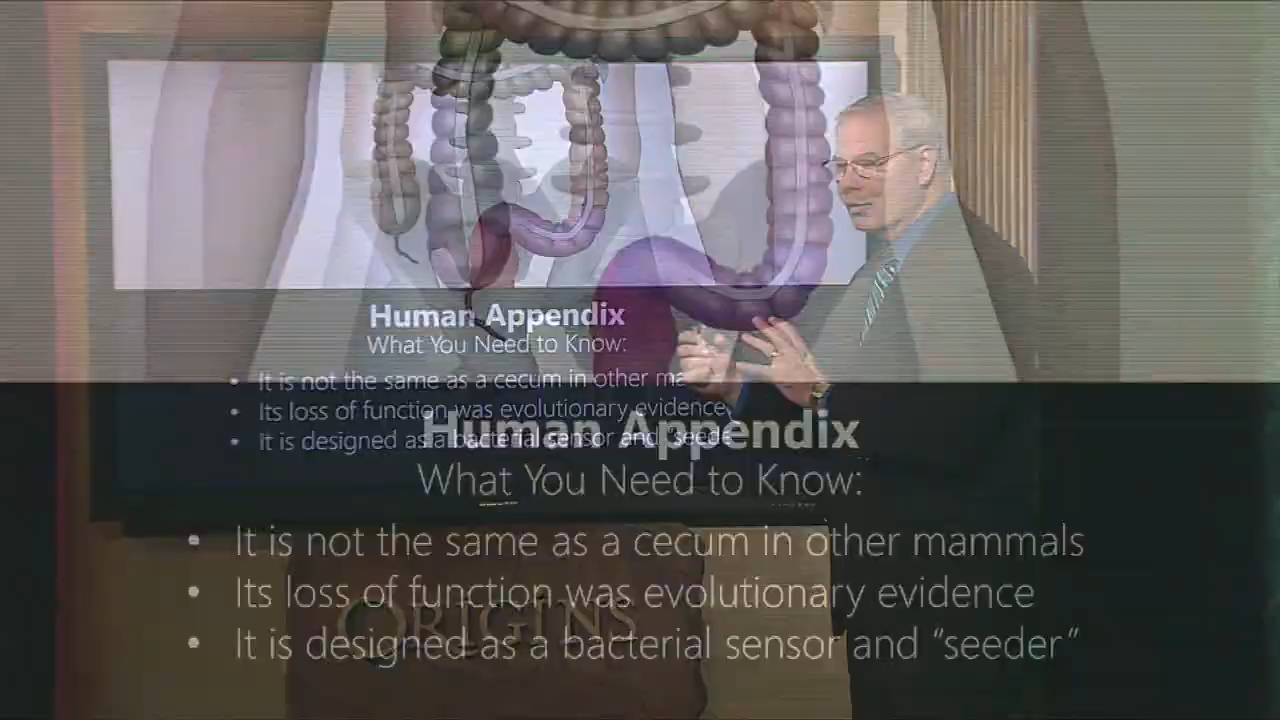 Human Appendix
What You Need to Know:
• It is not the same as a cecum in other ma
• Its loss of function was evolutionary evidence
• It is designed as a bacterial sensor and “seede
Human Appendix
What You Need to Know:
• It is not the same as a cecum in other mammals
• Its loss of function was evolutionary evidence
• It is designed as a bacterial sensor and “seeder”
ORIGINS